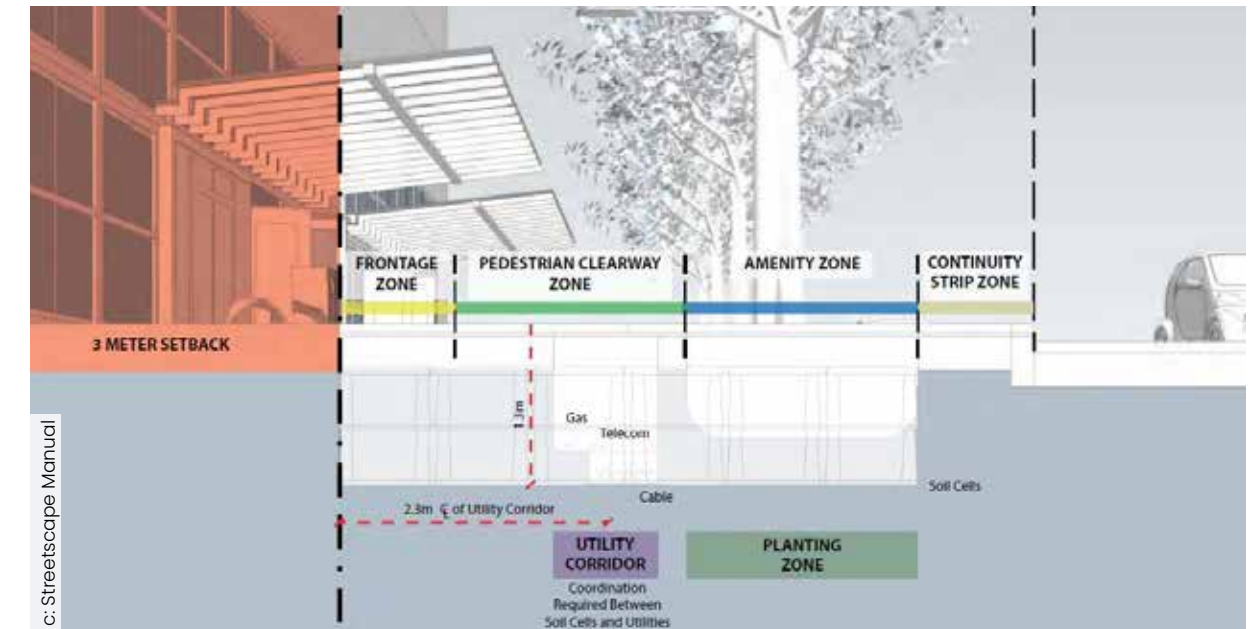 FRONTAGE
ZONE
PEDESTRIAN CLEARWAY
ZONE
AMENITY ZONE
CONTINUITY
STRIP ZONE
3 METER SETBACK
1.3m
Gas
Telecom
Cable
Soil Cells
2.3m ℄ of Utility Corridor
UTILITY
CORRIDOR
PLANTING
ZONE
Coordination
Required Between
Soil Cells and Utilities
c: Streetscape Manual